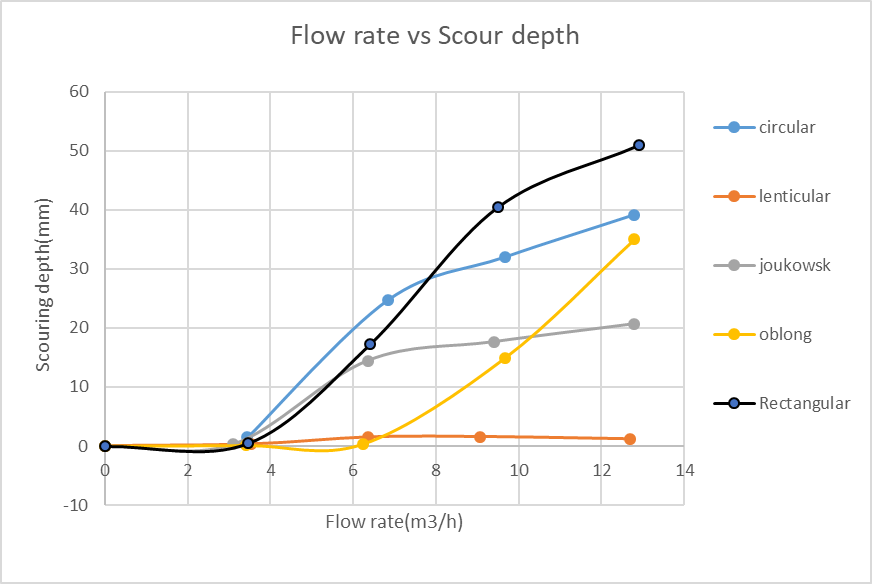 Flow rate vs Scour depth
60
50
40
30
20
10
0
-10
0 2 4 6 8 10 12 14
Scouring depth(mm)
Flow rate(m3/h)
circular
lenticular
joukowsk
oblong
Rectangular